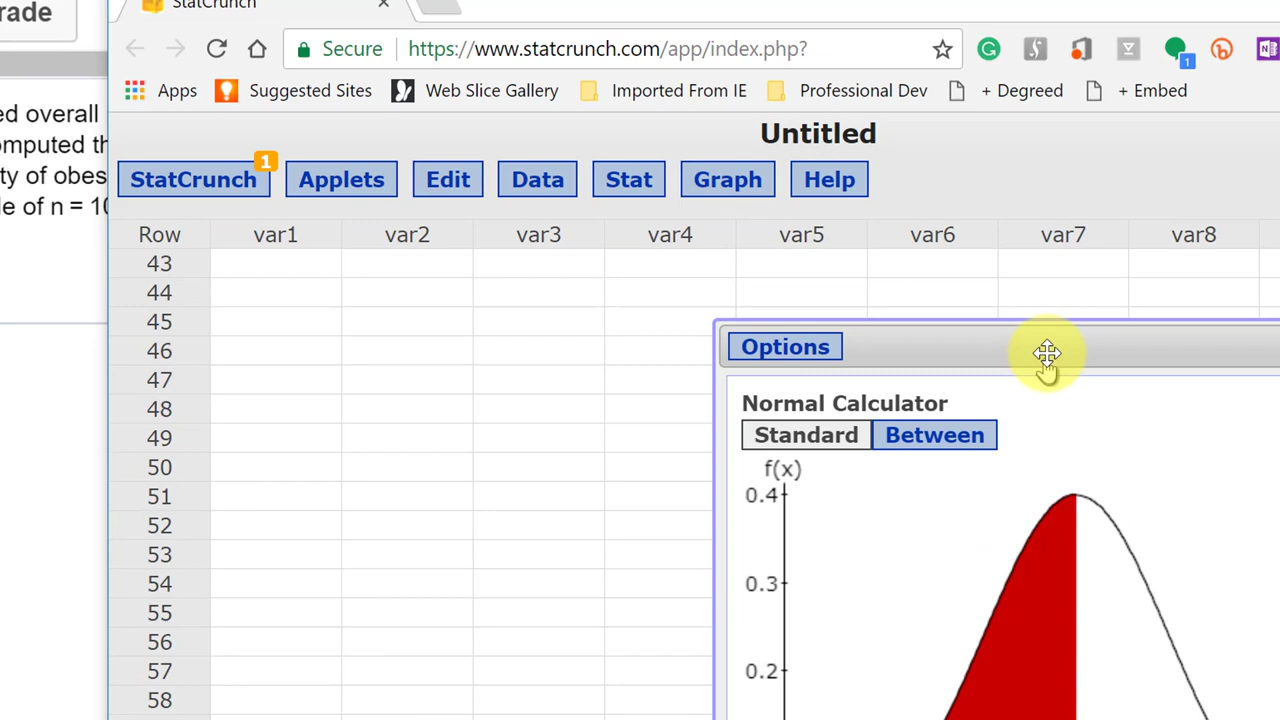 rade
StatCrunch
Secure https://www.statcrunch.com/app/index.php?
1
Apps Suggested Sites Web Slice Gallery Imported From IE Professional Dev + Degreed + Embed
ed overall
omputed th
ty of obes
le of n = 10
Untitled
StatCrunch 1 Applets Edit Data Stat Graph Help
Row var1 var2 var3 var4 var5 var6 var7 var8
43
44
45
46
47
48
49
50
51
52
53
54
55
56
57
58
Options
Normal Calculator
Standard Between
f(x)
0.4
0.3
0.2